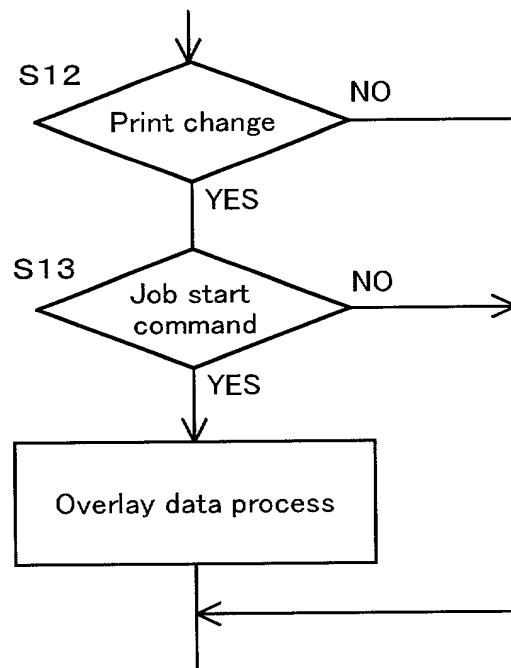 S12
NO
Print change
YES
S13
NO
Job start
command
YES
Overlay data process